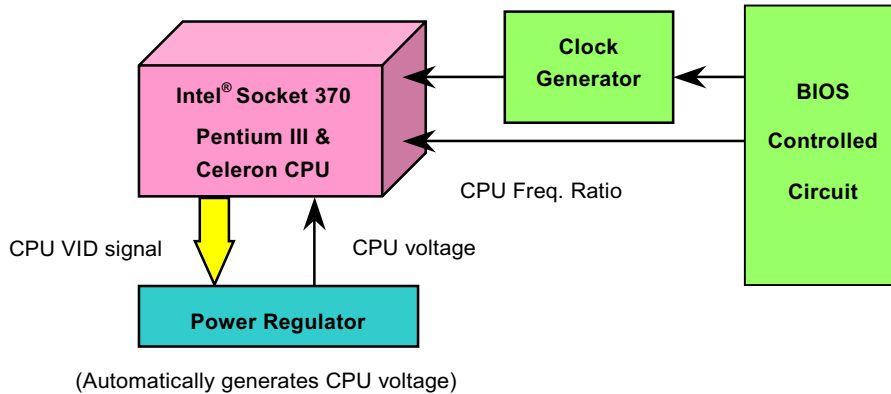 Intel® Socket 370
Pentium III &
Celeron CPU
Clock
Generator
BIOS
Controlled
Circuit
CPU Freq. Ratio
CPU VID signal
CPU voltage
Power Regulator
(Automatically generates CPU voltage)